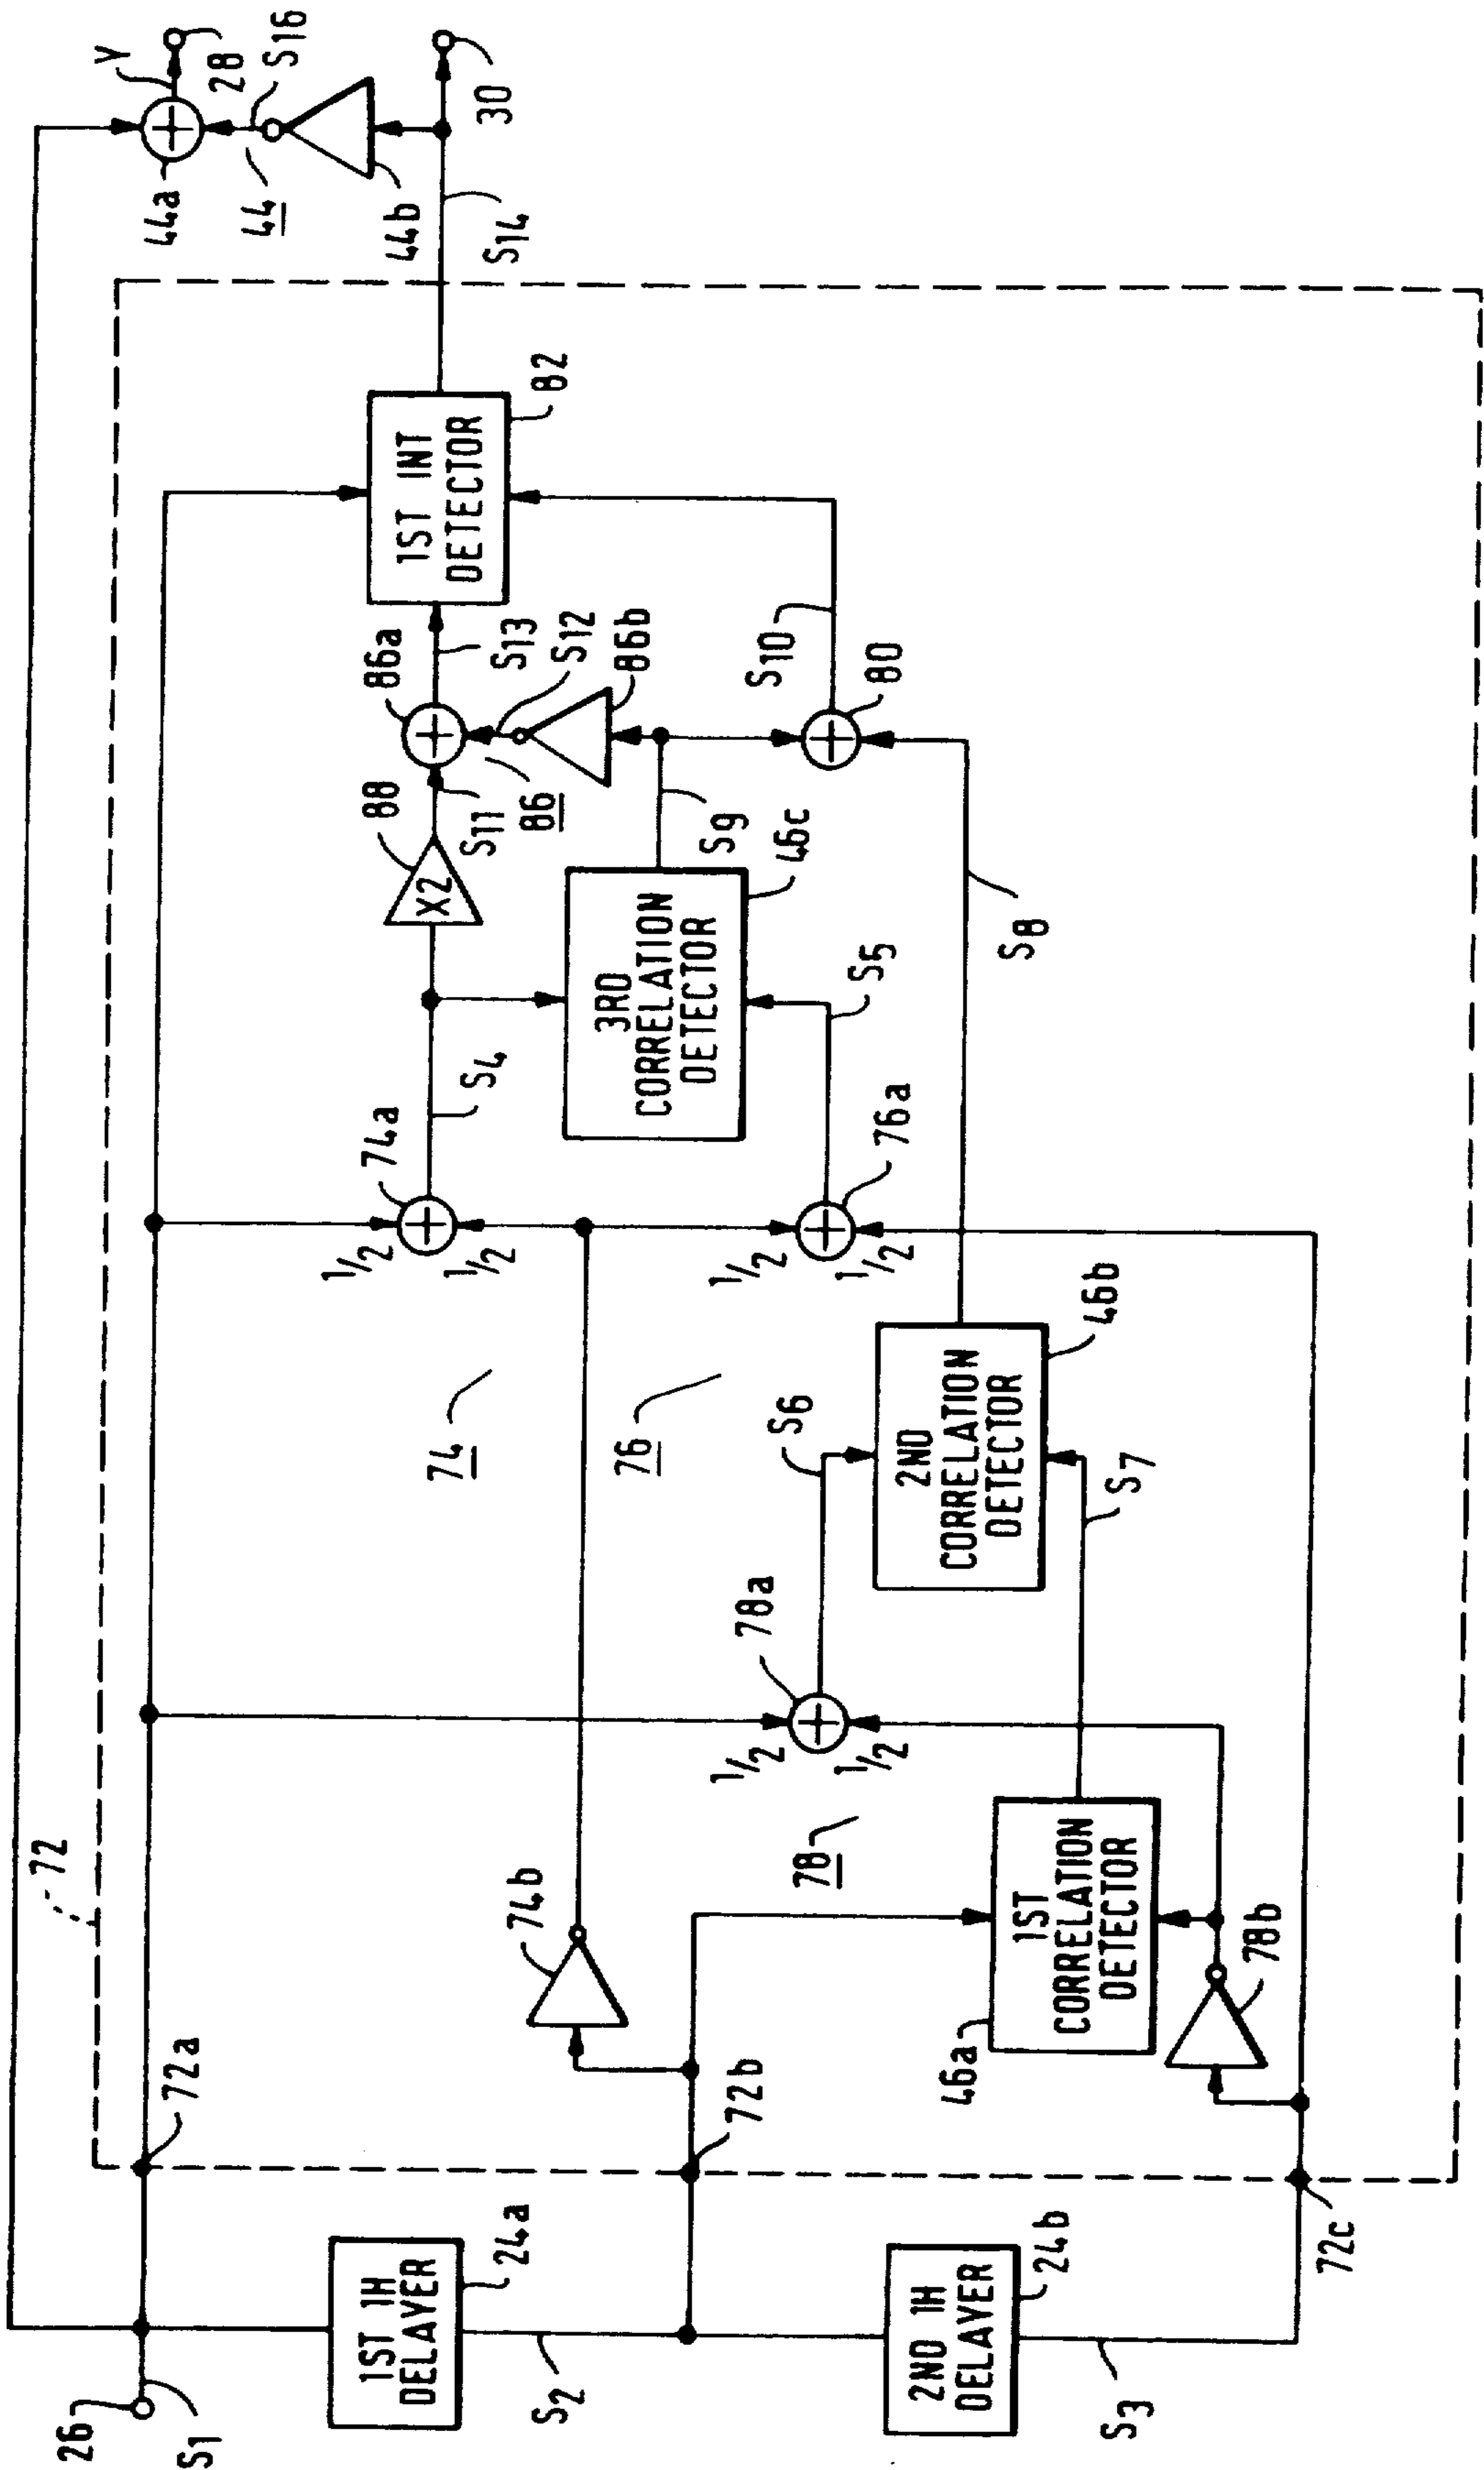 26
S1
1ST 1H
DELAYER
24a
S2
2ND 1H
DELAYER
24b
S3
72
72a
72b
72c
74b
74
76
78
78b
1ST
CORRELATION
DETECTOR
46a
78a
1/2
1/2
S6
S7
2ND
CORRELATION
DETECTOR
46b
S8
74a
1/2
1/2
S4
76a
1/2
1/2
S5
3RD
CORRELATION
DETECTOR
46c
S9
X2
88
S11
86
86a
S12
86b
S13
80
S10
1ST INT
DETECTOR
82
S14
44
44a
44b
S16
Y
28
30